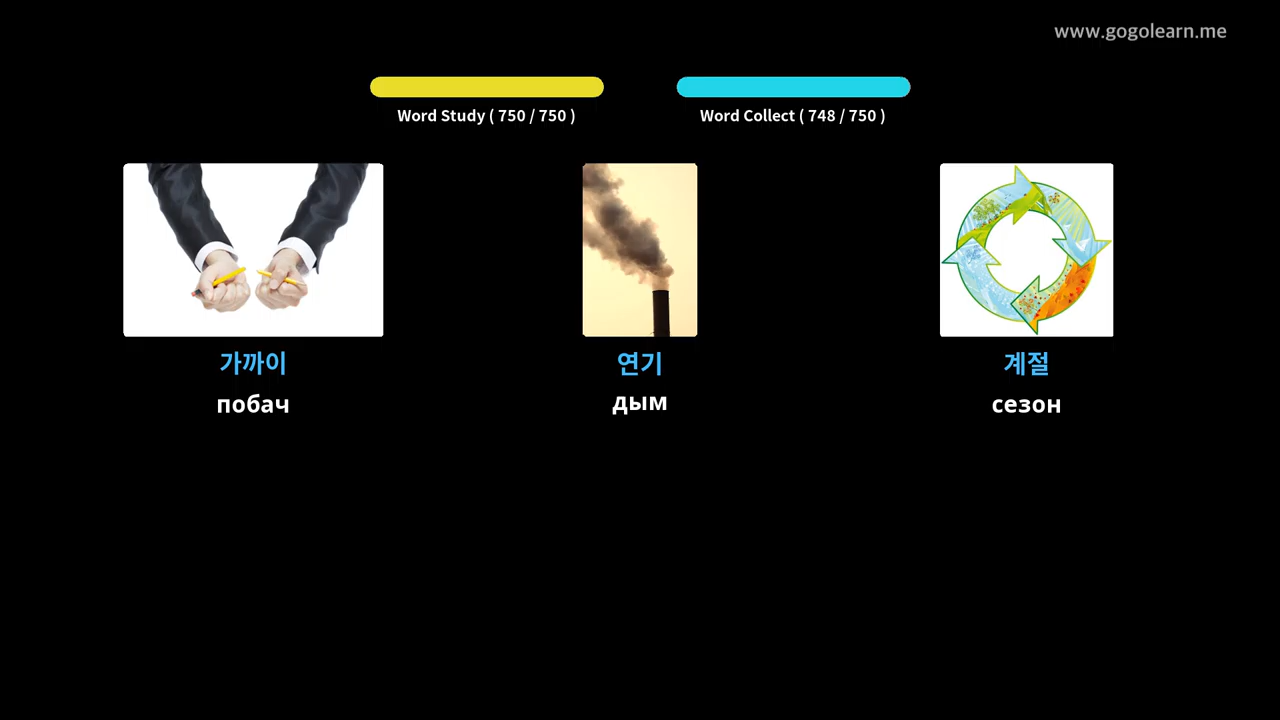 www.gogolearn.me
Word Study ( 750 / 750 )
Word Collect ( 748 / 750 )
가까이
побач
연기
дым
계절
сезон